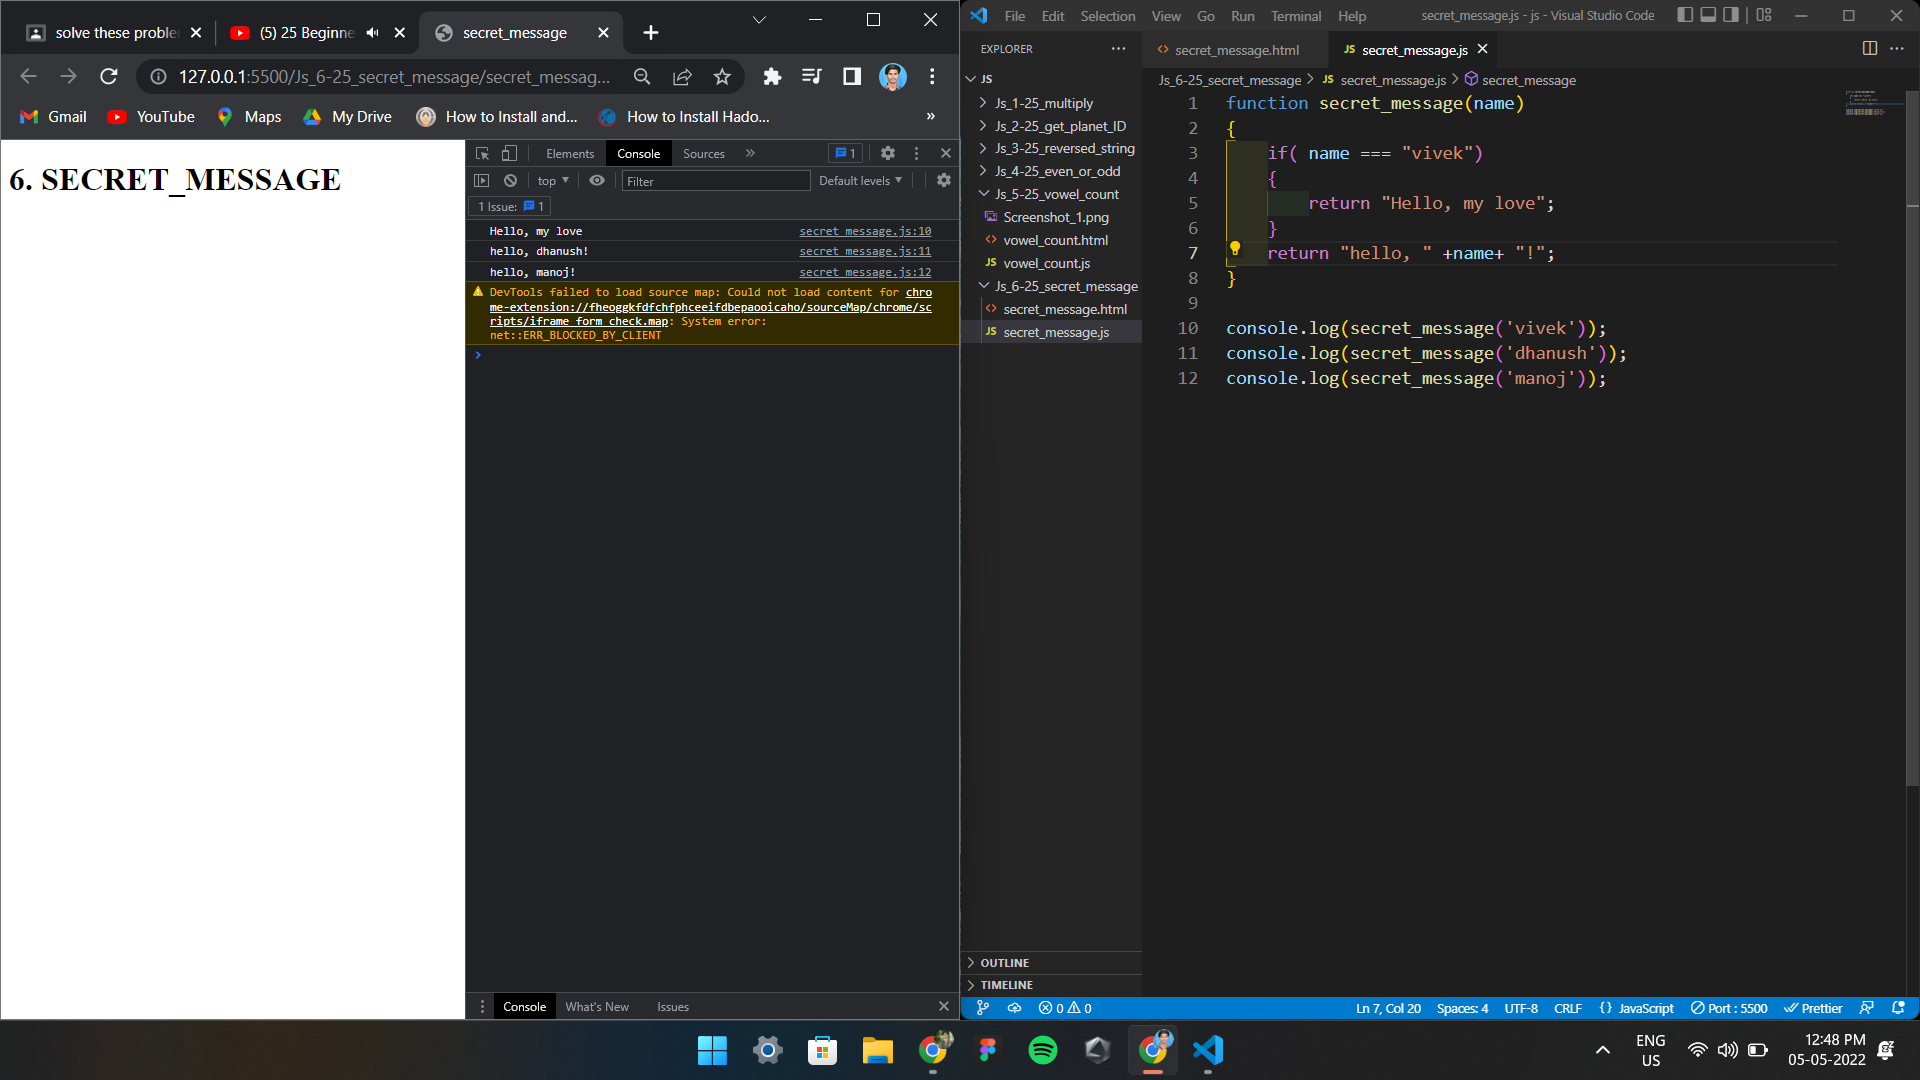 solve these proble
(5) 25 Beginne
secret_message
127.0.0.1:5500/Js_6-25_secret_message/secret_messag...
Gmail
YouTube
Maps
My Drive
How to Install and...
How to Install Hado...
»
6. SECRET_MESSAGE
Elements
Console
Sources
»
1
top
Filter
Default levels
1 Issue: 1
Hello, my love secret_message.js:10
hello, dhanush! secret_message.js:11
hello, manoj! secret_message.js:12
DevTools failed to load source map: Could not load content for chro
me-extension://fheoggkfdfchfphceeifdbepaooicaho/sourceMap/chrome/sc
ripts/iframe_form_check.map: System error:
net::ERR_BLOCKED_BY_CLIENT
Console
What's New
Issues
File Edit Selection View Go Run Terminal Help
secret_message.js - js - Visual Studio Code
EXPLORER
JS
Js_1-25_multiply
Js_2-25_get_planet_ID
Js_3-25_reversed_string
Js_4-25_even_or_odd
Js_5-25_vowel_count
Screenshot_1.png
vowel_count.html
JS vowel_count.js
Js_6-25_secret_message
secret_message.html
JS secret_message.js
OUTLINE
TIMELINE
secret_message.html
JS secret_message.js
Js_6-25_secret_message > JS secret_message.js > secret_message
1 function secret_message(name)
2 {
3 if( name === "vivek")
4 {
5 return "Hello, my love";
6 }
7 return "hello, " +name+ "!";
8 }
9
10 console.log(secret_message('vivek'));
11 console.log(secret_message('dhanush'));
12 console.log(secret_message('manoj'));
0 0
Ln 7, Col 20
Spaces: 4
UTF-8
CRLF
{} JavaScript
Port : 5500
Prettier
ENG
US
12:48 PM
05-05-2022